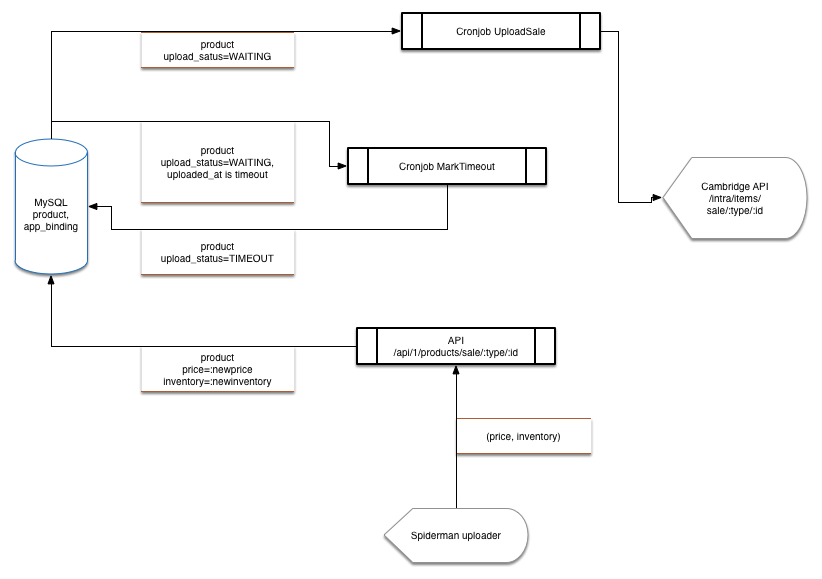 product
upload_satus=WAITING
Cronjob UploadSale
product
upload_status=WAITING,
uploaded_at is timeout
Cronjob MarkTimeout
MySQL
product,
app_binding
Cambridge API
/intra/items/
sale/:type/:id
product
upload_status=TIMEOUT
API
/api/1/products/sale/:type/:id
product
price=:newprice
inventory=:newinventory
(price, inventory)
Spiderman uploader